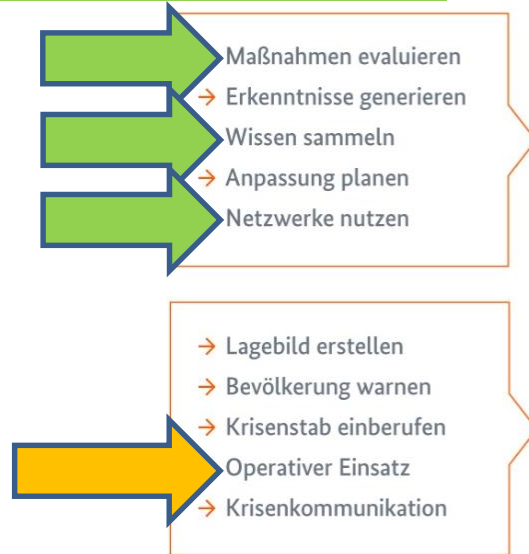 Maßnahmen evaluieren
→ Erkenntnisse generieren
Wissen sammeln
→ Anpassung planen
Netzwerke nutzen
→ Lagebild erstellen
→ Bevölkerung warnen
→ Krisenstab einberufen
Operativer Einsatz
→ Krisenkommunikation